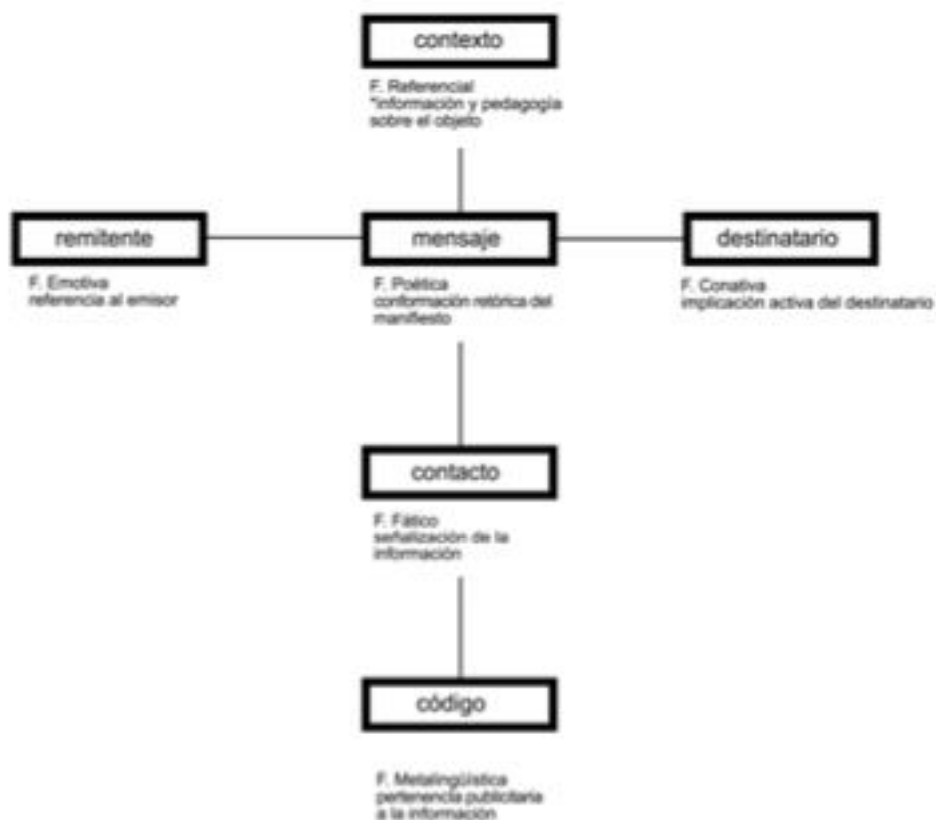 contexto
F. Referencial
*información y pedagogía
sobre el objeto
remitente
F. Emotiva
referencia al emisor
mensaje
F. Poética
conformación retórica del
manifiesto
destinatario
F. Conativa
implicación activa del destinatario
contacto
F. Fático
señalización de la
información
código
F. Metalingüística
pertenencia publicitaria
a la información